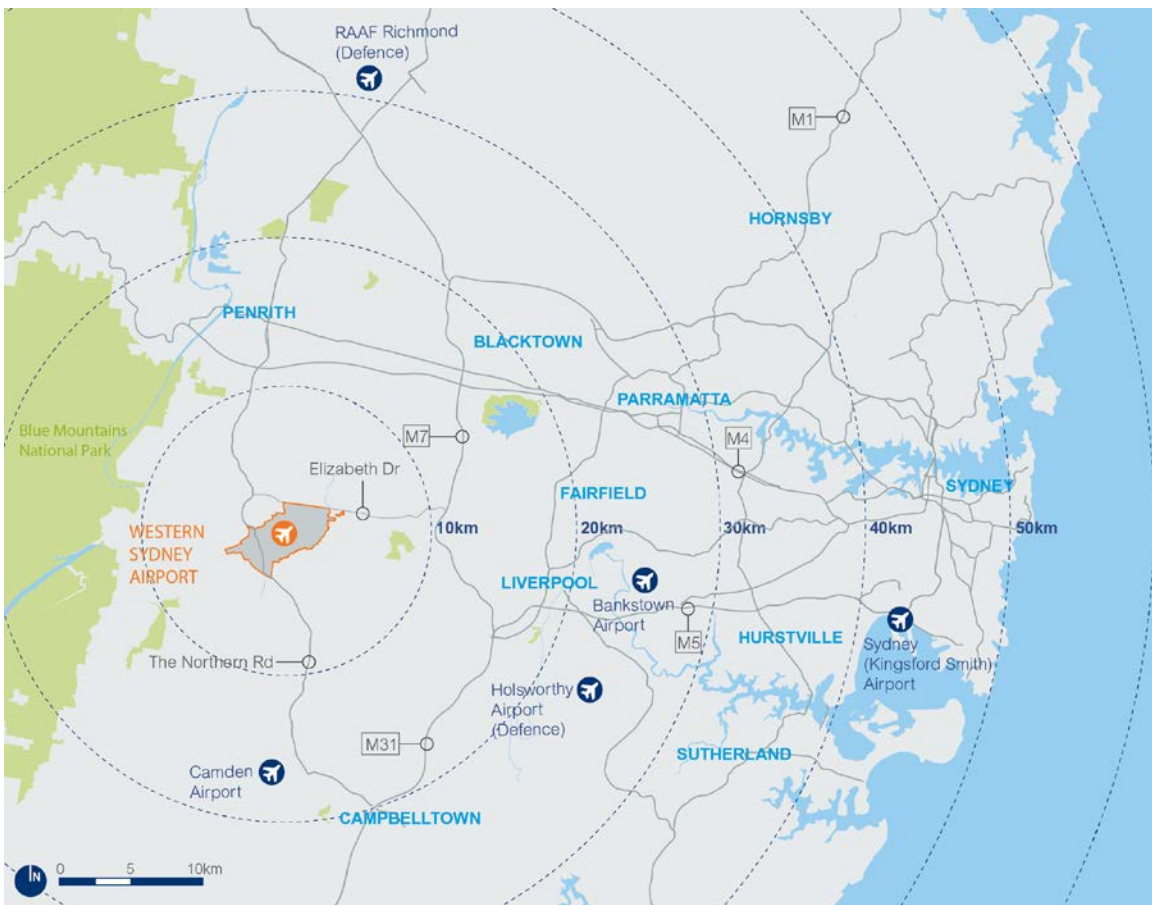 RAAF Richmond
(Defence)
M1
HORNSBY
PENRITH
BLACKTOWN
PARRAMATTA
Blue Mountains
National Park
M7
M4
Elizabeth Dr
FAIRFIELD
SYDNEY
WESTERN
SYDNEY
AIRPORT
10km
20km
30km
40km
50km
LIVERPOOL
Bankstown
Airport
M5
HURSTVILLE
Sydney
(Kingsford Smith)
Airport
The Northern Rd
Holsworthy
Airport
(Defence)
M31
SUTHERLAND
Camden
Airport
CAMPBELLTOWN
N
0 5 10km